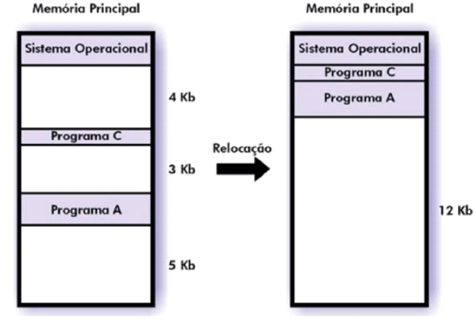 Memória Principal
Sistema Operacional
4 Kb
Programa C
3 Kb
Programa A
5 Kb
Relocação
Memória Principal
Sistema Operacional
Programa C
Programa A
12 Kb